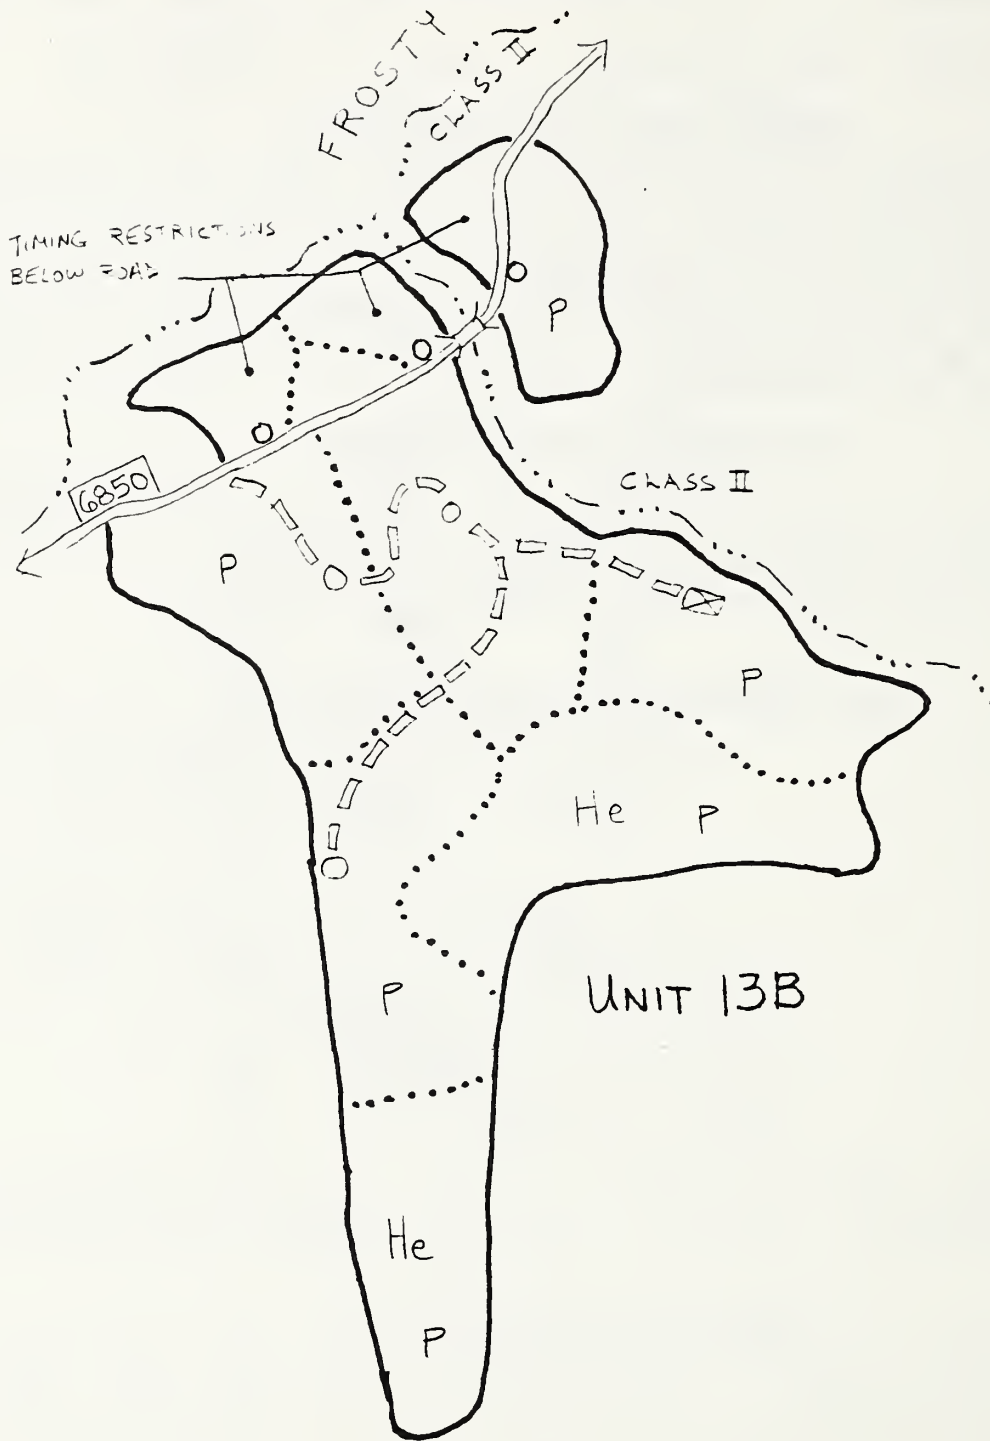 FROSTY
CLASS II
TIMING RESTRICTIONS
BELOW ROAD
P
CLASS II
6850
P
P
He P
P
UNIT 13B
He
P